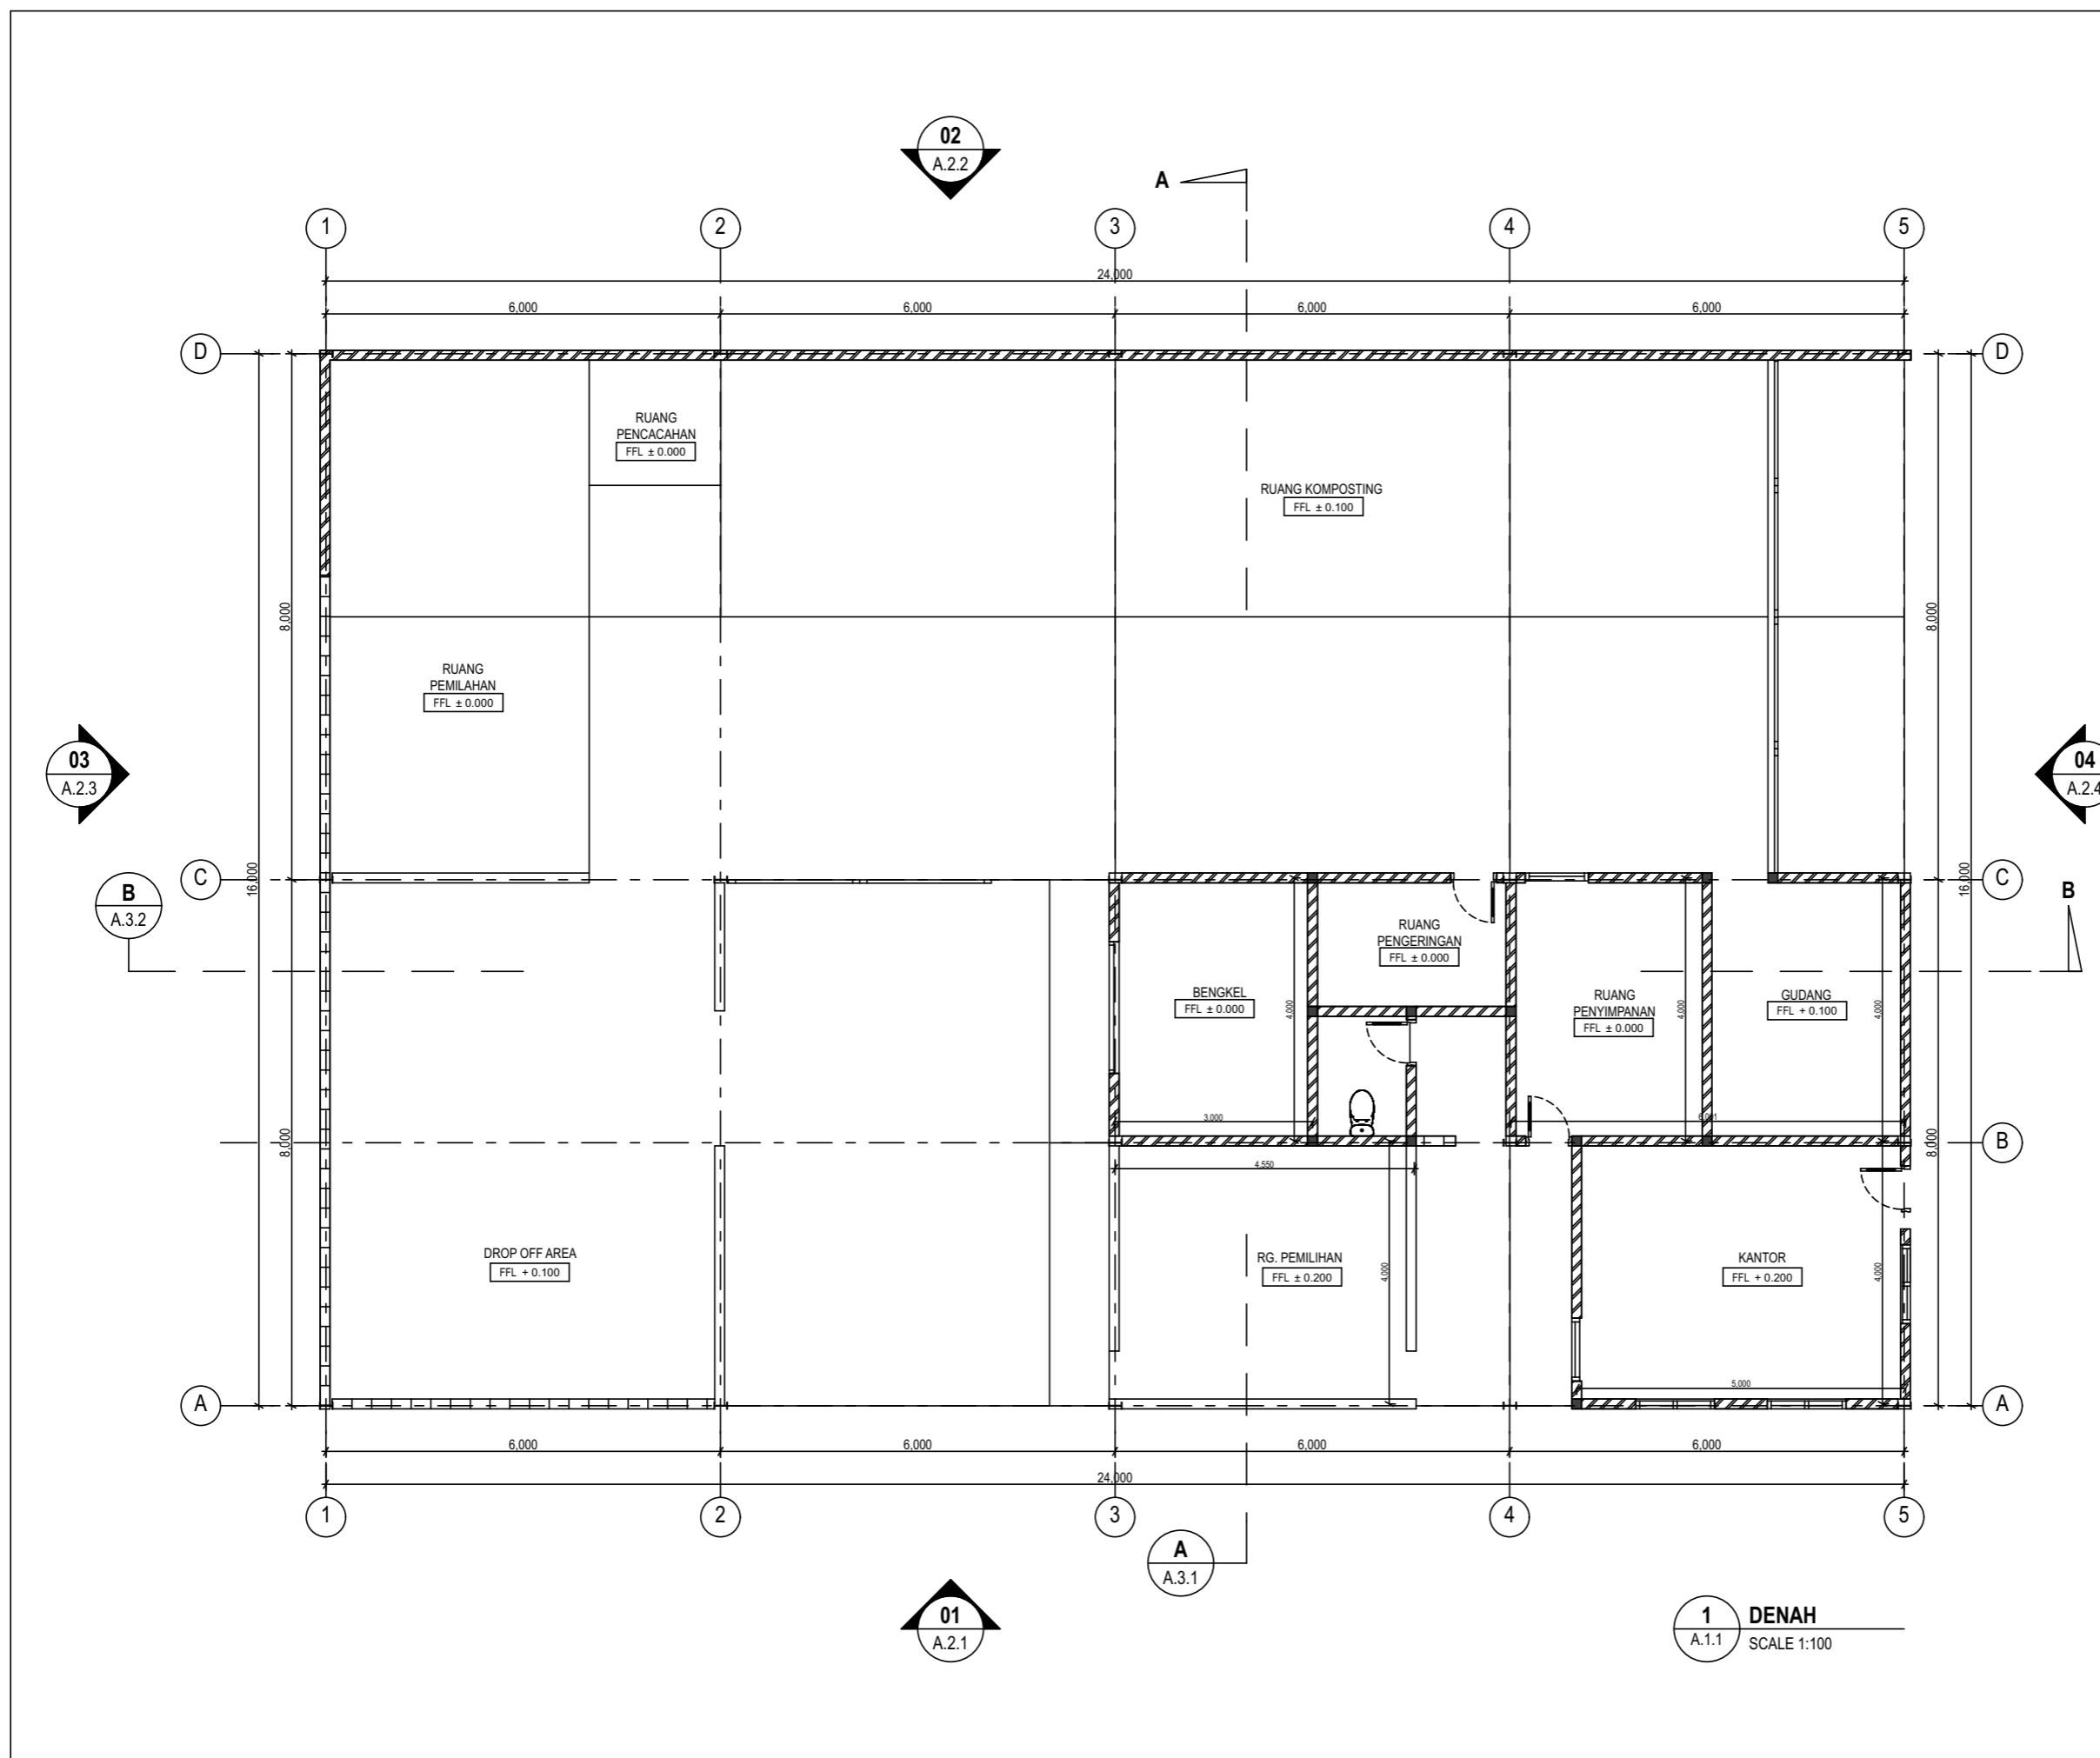 02
A.2.2
A
1
2
3
4
5
24,000
6,000
6,000
6,000
6,000
D
D
RUANG
PENCACAHAN
FFL ± 0.000
RUANG KOMPOSTING
FFL ± 0.100
8,000
8,000
RUANG
PEMILAHAN
FFL ± 0.000
03
A.2.3
04
A.2.4
16,000
16,000
C
C
B
A.3.2
B
RUANG
PENGERINGAN
FFL ± 0.000
BENGKEL
FFL ± 0.000
4,000
RUANG
PENYIMPANAN
FFL ± 0.000
4,000
GUDANG
FFL + 0.100
4,000
3,000
6,001
B
8,000
8,000
4,550
DROP OFF AREA
FFL + 0.100
RG. PEMILIHAN
FFL ± 0.200
4,000
KANTOR
FFL + 0.200
4,000
5,000
A
A
6,000
6,000
6,000
6,000
24,000
1
2
3
4
5
A
A.3.1
01
A.2.1
1
A.1.1
DENAH
SCALE 1:100